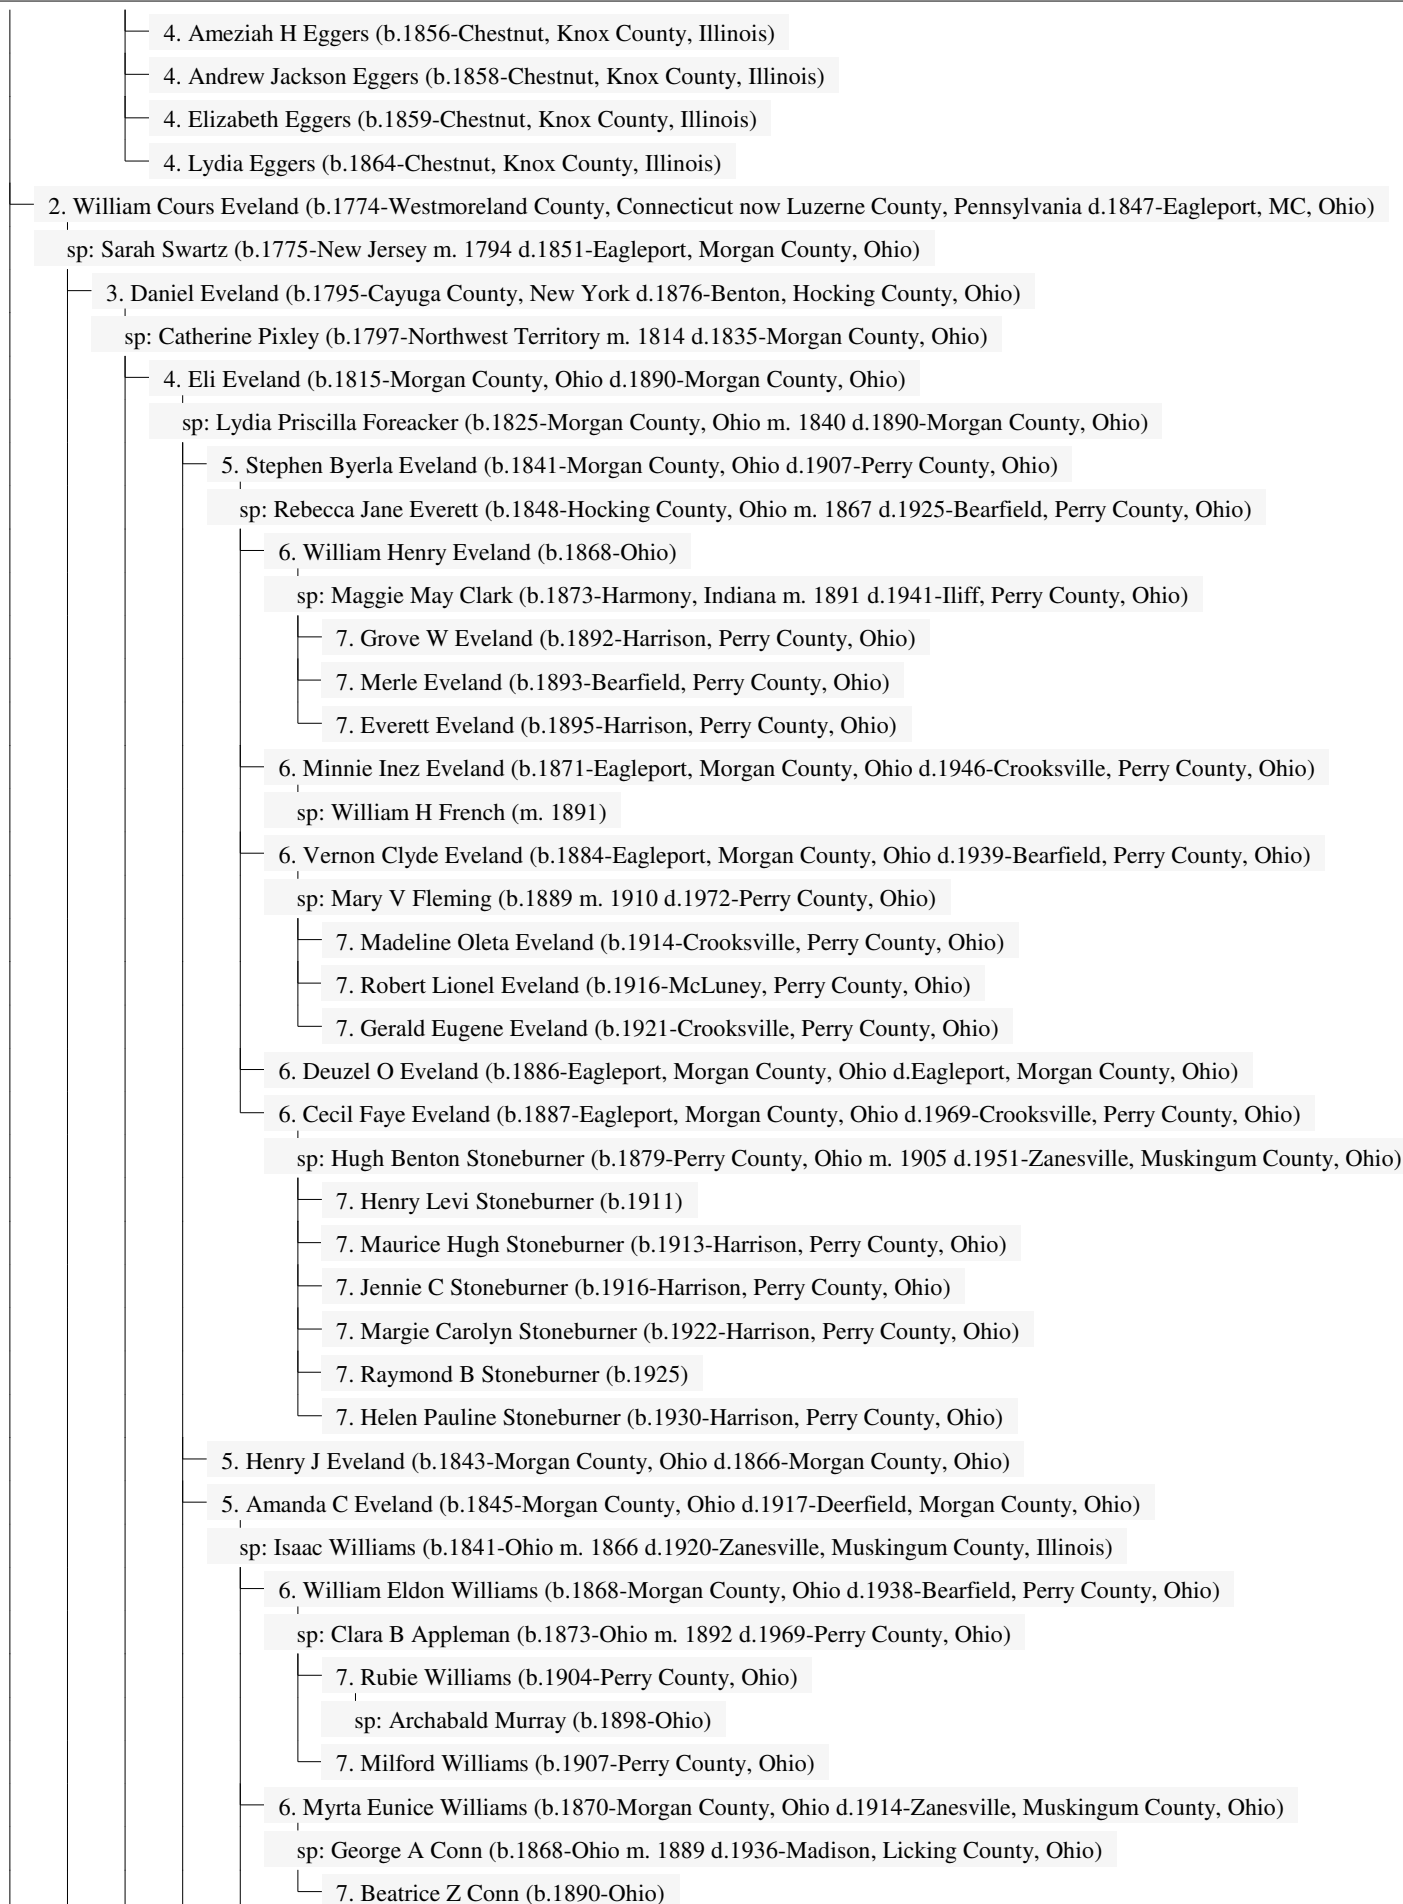 4. Ameziah H Eggers (b.1856-Chestnut, Knox County, Illinois)
4. Andrew Jackson Eggers (b.1858-Chestnut, Knox County, Illinois)
4. Elizabeth Eggers (b.1859-Chestnut, Knox County, Illinois)
4. Lydia Eggers (b.1864-Chestnut, Knox County, Illinois)
2. William Cours Eveland (b.1774-Westmoreland County, Connecticut now Luzerne County, Pennsylvania d.1847-Eagleport, MC, Ohio)
sp: Sarah Swartz (b.1775-New Jersey m. 1794 d.1851-Eagleport, Morgan County, Ohio)
3. Daniel Eveland (b.1795-Cayuga County, New York d.1876-Benton, Hocking County, Ohio)
sp: Catherine Pixley (b.1797-Northwest Territory m. 1814 d.1835-Morgan County, Ohio)
4. Eli Eveland (b.1815-Morgan County, Ohio d.1890-Morgan County, Ohio)
sp: Lydia Priscilla Foreacker (b.1825-Morgan County, Ohio m. 1840 d.1890-Morgan County, Ohio)
5. Stephen Byerla Eveland (b.1841-Morgan County, Ohio d.1907-Perry County, Ohio)
sp: Rebecca Jane Everett (b.1848-Hocking County, Ohio m. 1867 d.1925-Bearfield, Perry County, Ohio)
6. William Henry Eveland (b.1868-Ohio)
sp: Maggie May Clark (b.1873-Harmony, Indiana m. 1891 d.1941-Iliff, Perry County, Ohio)
7. Grove W Eveland (b.1892-Harrison, Perry County, Ohio)
7. Merle Eveland (b.1893-Bearfield, Perry County, Ohio)
7. Everett Eveland (b.1895-Harrison, Perry County, Ohio)
6. Minnie Inez Eveland (b.1871-Eagleport, Morgan County, Ohio d.1946-Crooksville, Perry County, Ohio)
sp: William H French (m. 1891)
6. Vernon Clyde Eveland (b.1884-Eagleport, Morgan County, Ohio d.1939-Bearfield, Perry County, Ohio)
sp: Mary V Fleming (b.1889 m. 1910 d.1972-Perry County, Ohio)
7. Madeline Oleta Eveland (b.1914-Crooksville, Perry County, Ohio)
7. Robert Lionel Eveland (b.1916-McLuney, Perry County, Ohio)
7. Gerald Eugene Eveland (b.1921-Crooksville, Perry County, Ohio)
6. Deuzel O Eveland (b.1886-Eagleport, Morgan County, Ohio d.Eagleport, Morgan County, Ohio)
6. Cecil Faye Eveland (b.1887-Eagleport, Morgan County, Ohio d.1969-Crooksville, Perry County, Ohio)
sp: Hugh Benton Stoneburner (b.1879-Perry County, Ohio m. 1905 d.1951-Zanesville, Muskingum County, Ohio)
7. Henry Levi Stoneburner (b.1911)
7. Maurice Hugh Stoneburner (b.1913-Harrison, Perry County, Ohio)
7. Jennie C Stoneburner (b.1916-Harrison, Perry County, Ohio)
7. Margie Carolyn Stoneburner (b.1922-Harrison, Perry County, Ohio)
7. Raymond B Stoneburner (b.1925)
7. Helen Pauline Stoneburner (b.1930-Harrison, Perry County, Ohio)
5. Henry J Eveland (b.1843-Morgan County, Ohio d.1866-Morgan County, Ohio)
5. Amanda C Eveland (b.1845-Morgan County, Ohio d.1917-Deerfield, Morgan County, Ohio)
sp: Isaac Williams (b.1841-Ohio m. 1866 d.1920-Zanesville, Muskingum County, Illinois)
6. William Eldon Williams (b.1868-Morgan County, Ohio d.1938-Bearfield, Perry County, Ohio)
sp: Clara B Appleman (b.1873-Ohio m. 1892 d.1969-Perry County, Ohio)
7. Rubie Williams (b.1904-Perry County, Ohio)
sp: Archabald Murray (b.1898-Ohio)
7. Milford Williams (b.1907-Perry County, Ohio)
6. Myrta Eunice Williams (b.1870-Morgan County, Ohio d.1914-Zanesville, Muskingum County, Ohio)
sp: George A Conn (b.1868-Ohio m. 1889 d.1936-Madison, Licking County, Ohio)
7. Beatrice Z Conn (b.1890-Ohio)